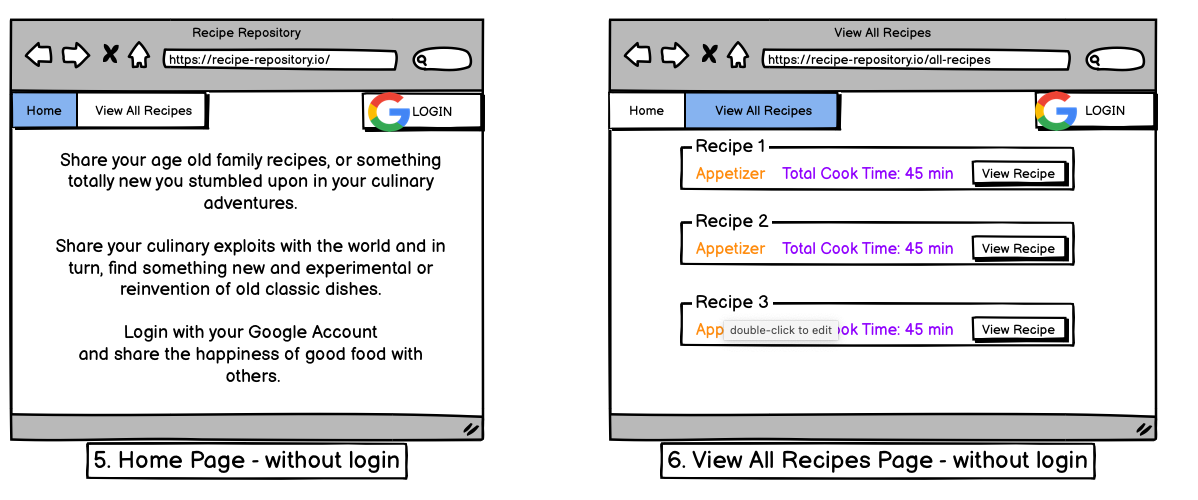 Recipe Repository
https://recipe-repository.io/
Home
View All Recipes
LOGIN
Share your age old family recipes, or something
totally new you stumbled upon in your culinary
adventures.
Share your culinary exploits with the world and in
turn, find something new and experimental or
reinvention of old classic dishes.
Login with your Google Account
and share the happiness of good food with
others.
5. Home Page - without login
View All Recipes
https://recipe-repository.io/all-recipes
Home
View All Recipes
LOGIN
Recipe 1
Appetizer Total Cook Time: 45 min View Recipe
Recipe 2
Appetizer Total Cook Time: 45 min View Recipe
Recipe 3
App double-click to edit ok Time: 45 min View Recipe
6. View All Recipes Page - without login